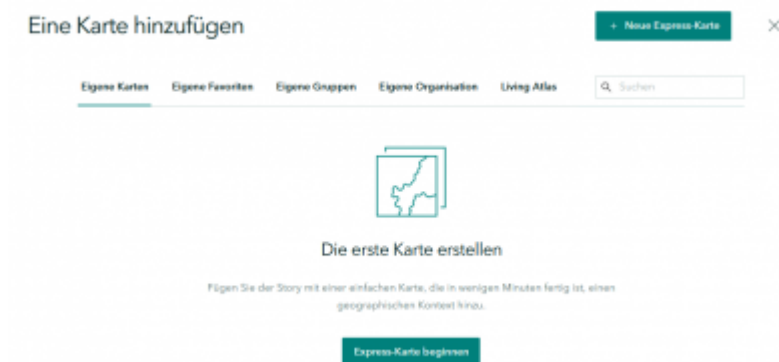 Eine Karte hinzufügen
+ Neue Express-Karte
Eigene Karten Eigene Favoriten Eigene Gruppen Eigene Organisation Living Atlas Suchen
Die erste Karte erstellen
Fügen Sie der Story mit einer einfachen Karte, die in wenigen Minuten fertig ist, einen
geographischen Kontext hinzu.
Express-Karte beginnen